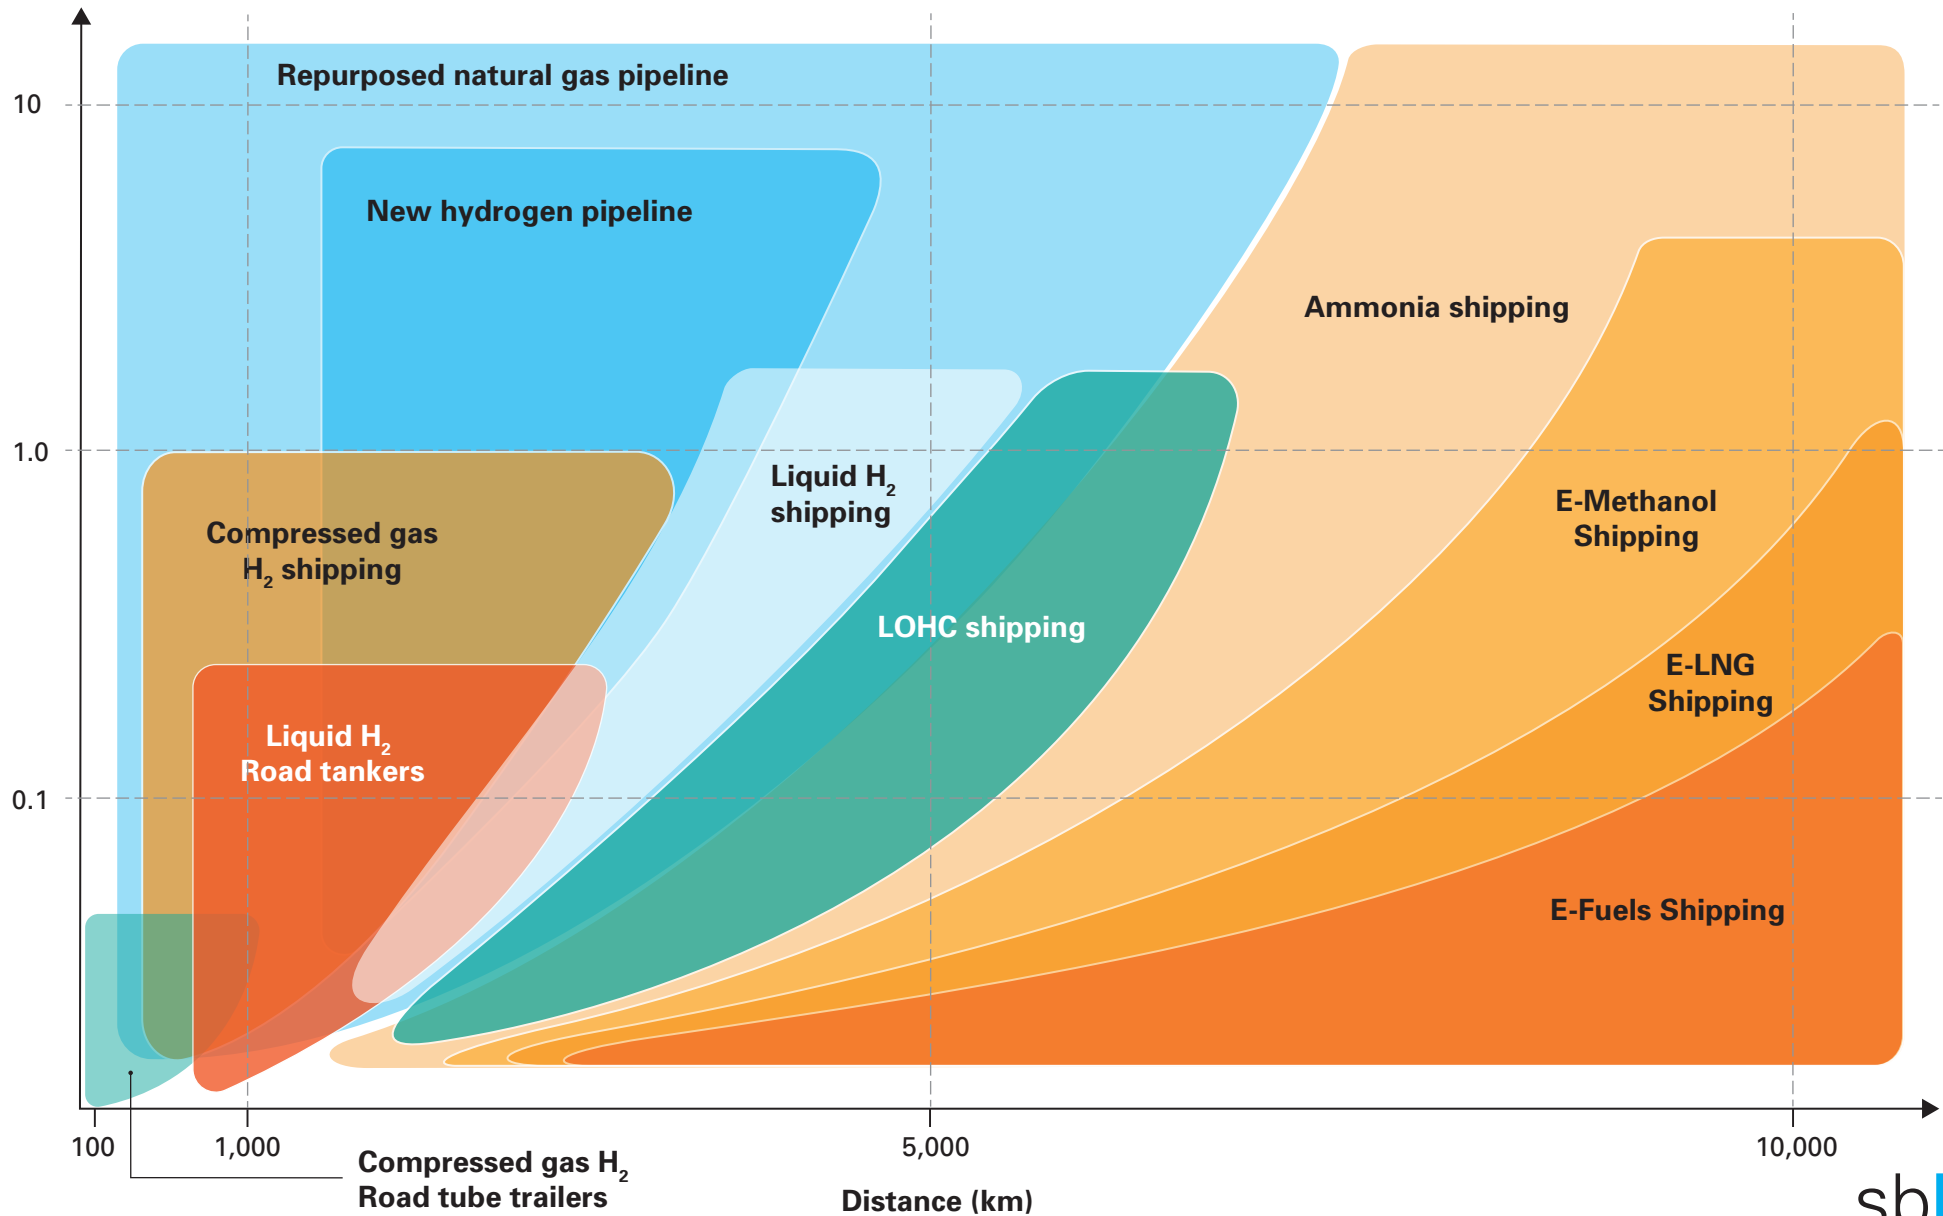 Repurposed natural gas pipeline
10
New hydrogen pipeline
Ammonia shipping
1.0
Liquid H₂
shipping
E-Methanol
Shipping
Compressed gas
H₂ shipping
LOHC shipping
E-LNG
Shipping
Liquid H₂
Road tankers
0.1
E-Fuels Shipping
100
1,000
5,000
10,000
Compressed gas H₂
Road tube trailers
Distance (km)
sbl